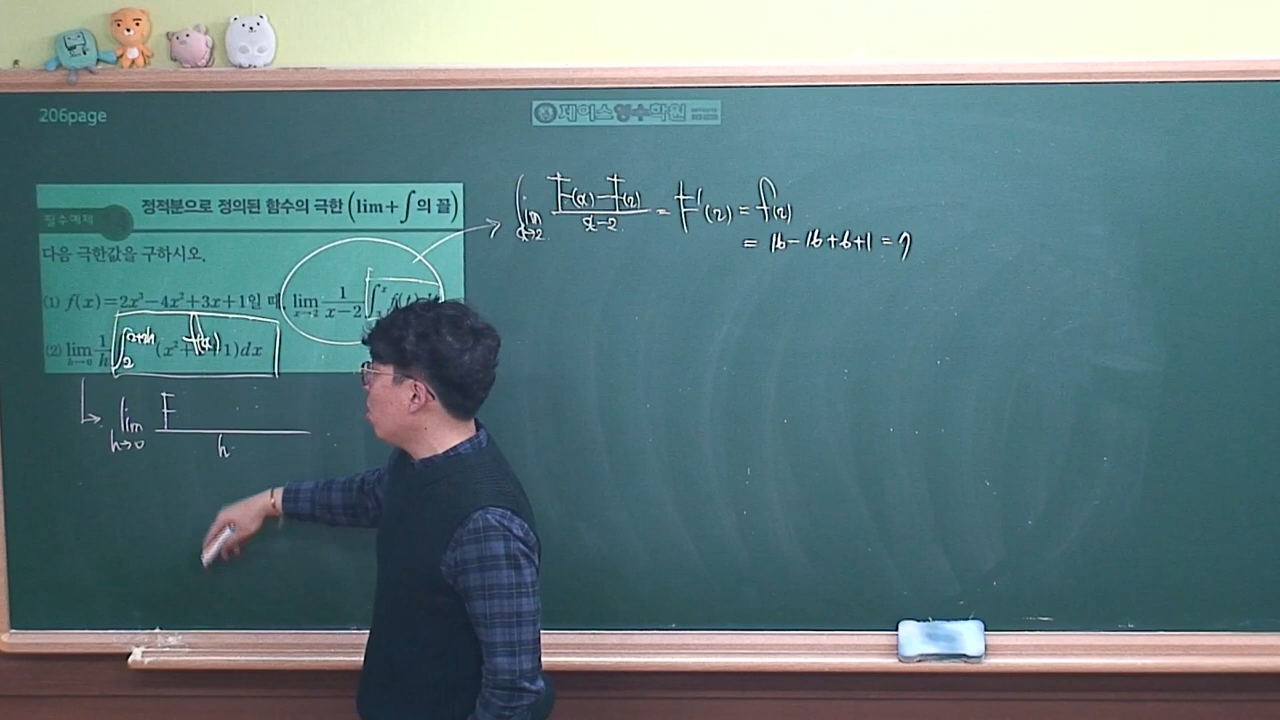 206page
제이스영수학원
필수예제 정적분으로 정의된 함수의 극한 (lim+∫의 꼴)
다음 극한값을 구하시오.
(1) f(x)=2x³-4x²+3x+1일 때, lim x→2 1/(x-2) ∫
(2) lim h→0 1/h ∫ 2 2+2h (x²+ +1)dx
f(x)
lim h→0 F / h
lim x→2 (F(x)-F(2))/(x-2) = F'(2) = f(2)
= 16-16+6+1=7